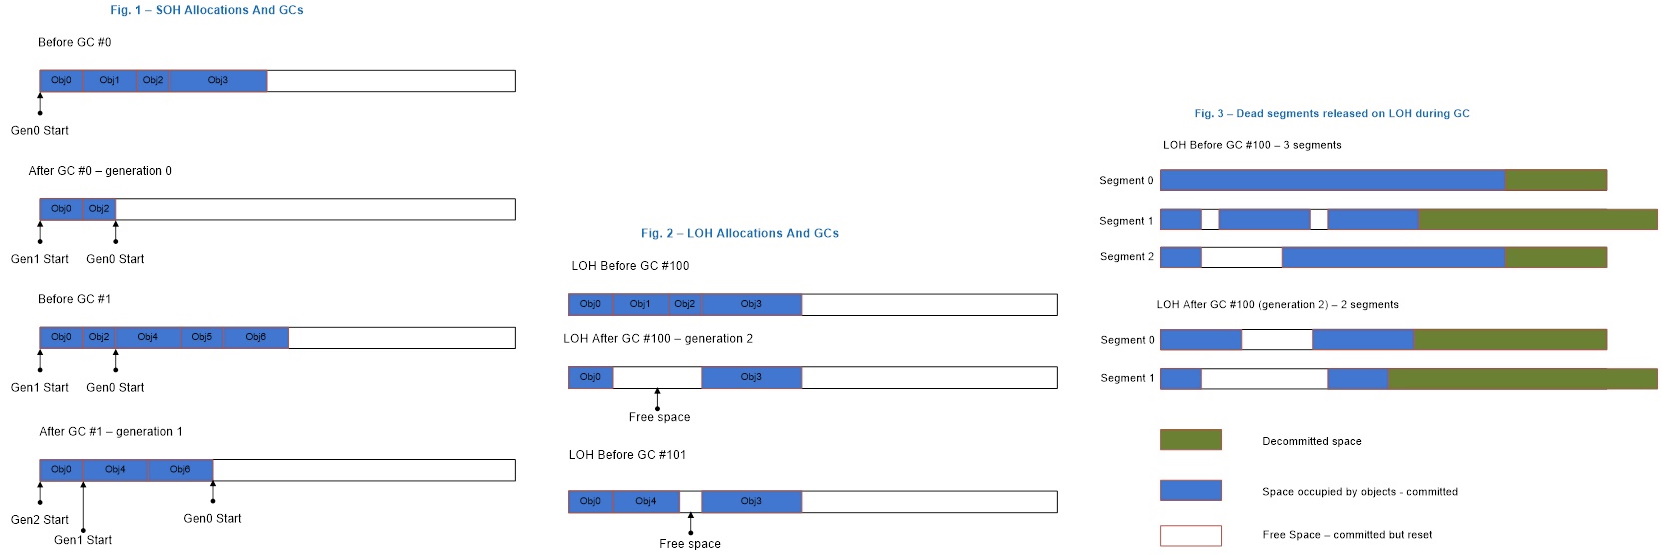 Fig. 1 – SOH Allocations And GCs
Before GC #0
Obj0 Obj1 Obj2 Obj3
Gen0 Start
After GC #0 – generation 0
Obj0 Obj2
Gen1 Start Gen0 Start
Before GC #1
Obj0 Obj2 Obj4 Obj5 Obj6
Gen1 Start Gen0 Start
After GC #1 – generation 1
Obj0 Obj4 Obj6
Gen2 Start Gen0 Start
Gen1 Start
Fig. 2 – LOH Allocations And GCs
LOH Before GC #100
Obj0 Obj1 Obj2 Obj3
LOH After GC #100 – generation 2
Obj0 Obj3
Free space
LOH Before GC #101
Obj0 Obj4 Obj3
Free space
Fig. 3 – Dead segments released on LOH during GC
LOH Before GC #100 – 3 segments
Segment 0
Segment 1
Segment 2
LOH After GC #100 (generation 2) – 2 segments
Segment 0
Segment 1
Decommitted space
Space occupied by objects - committed
Free Space – committed but reset